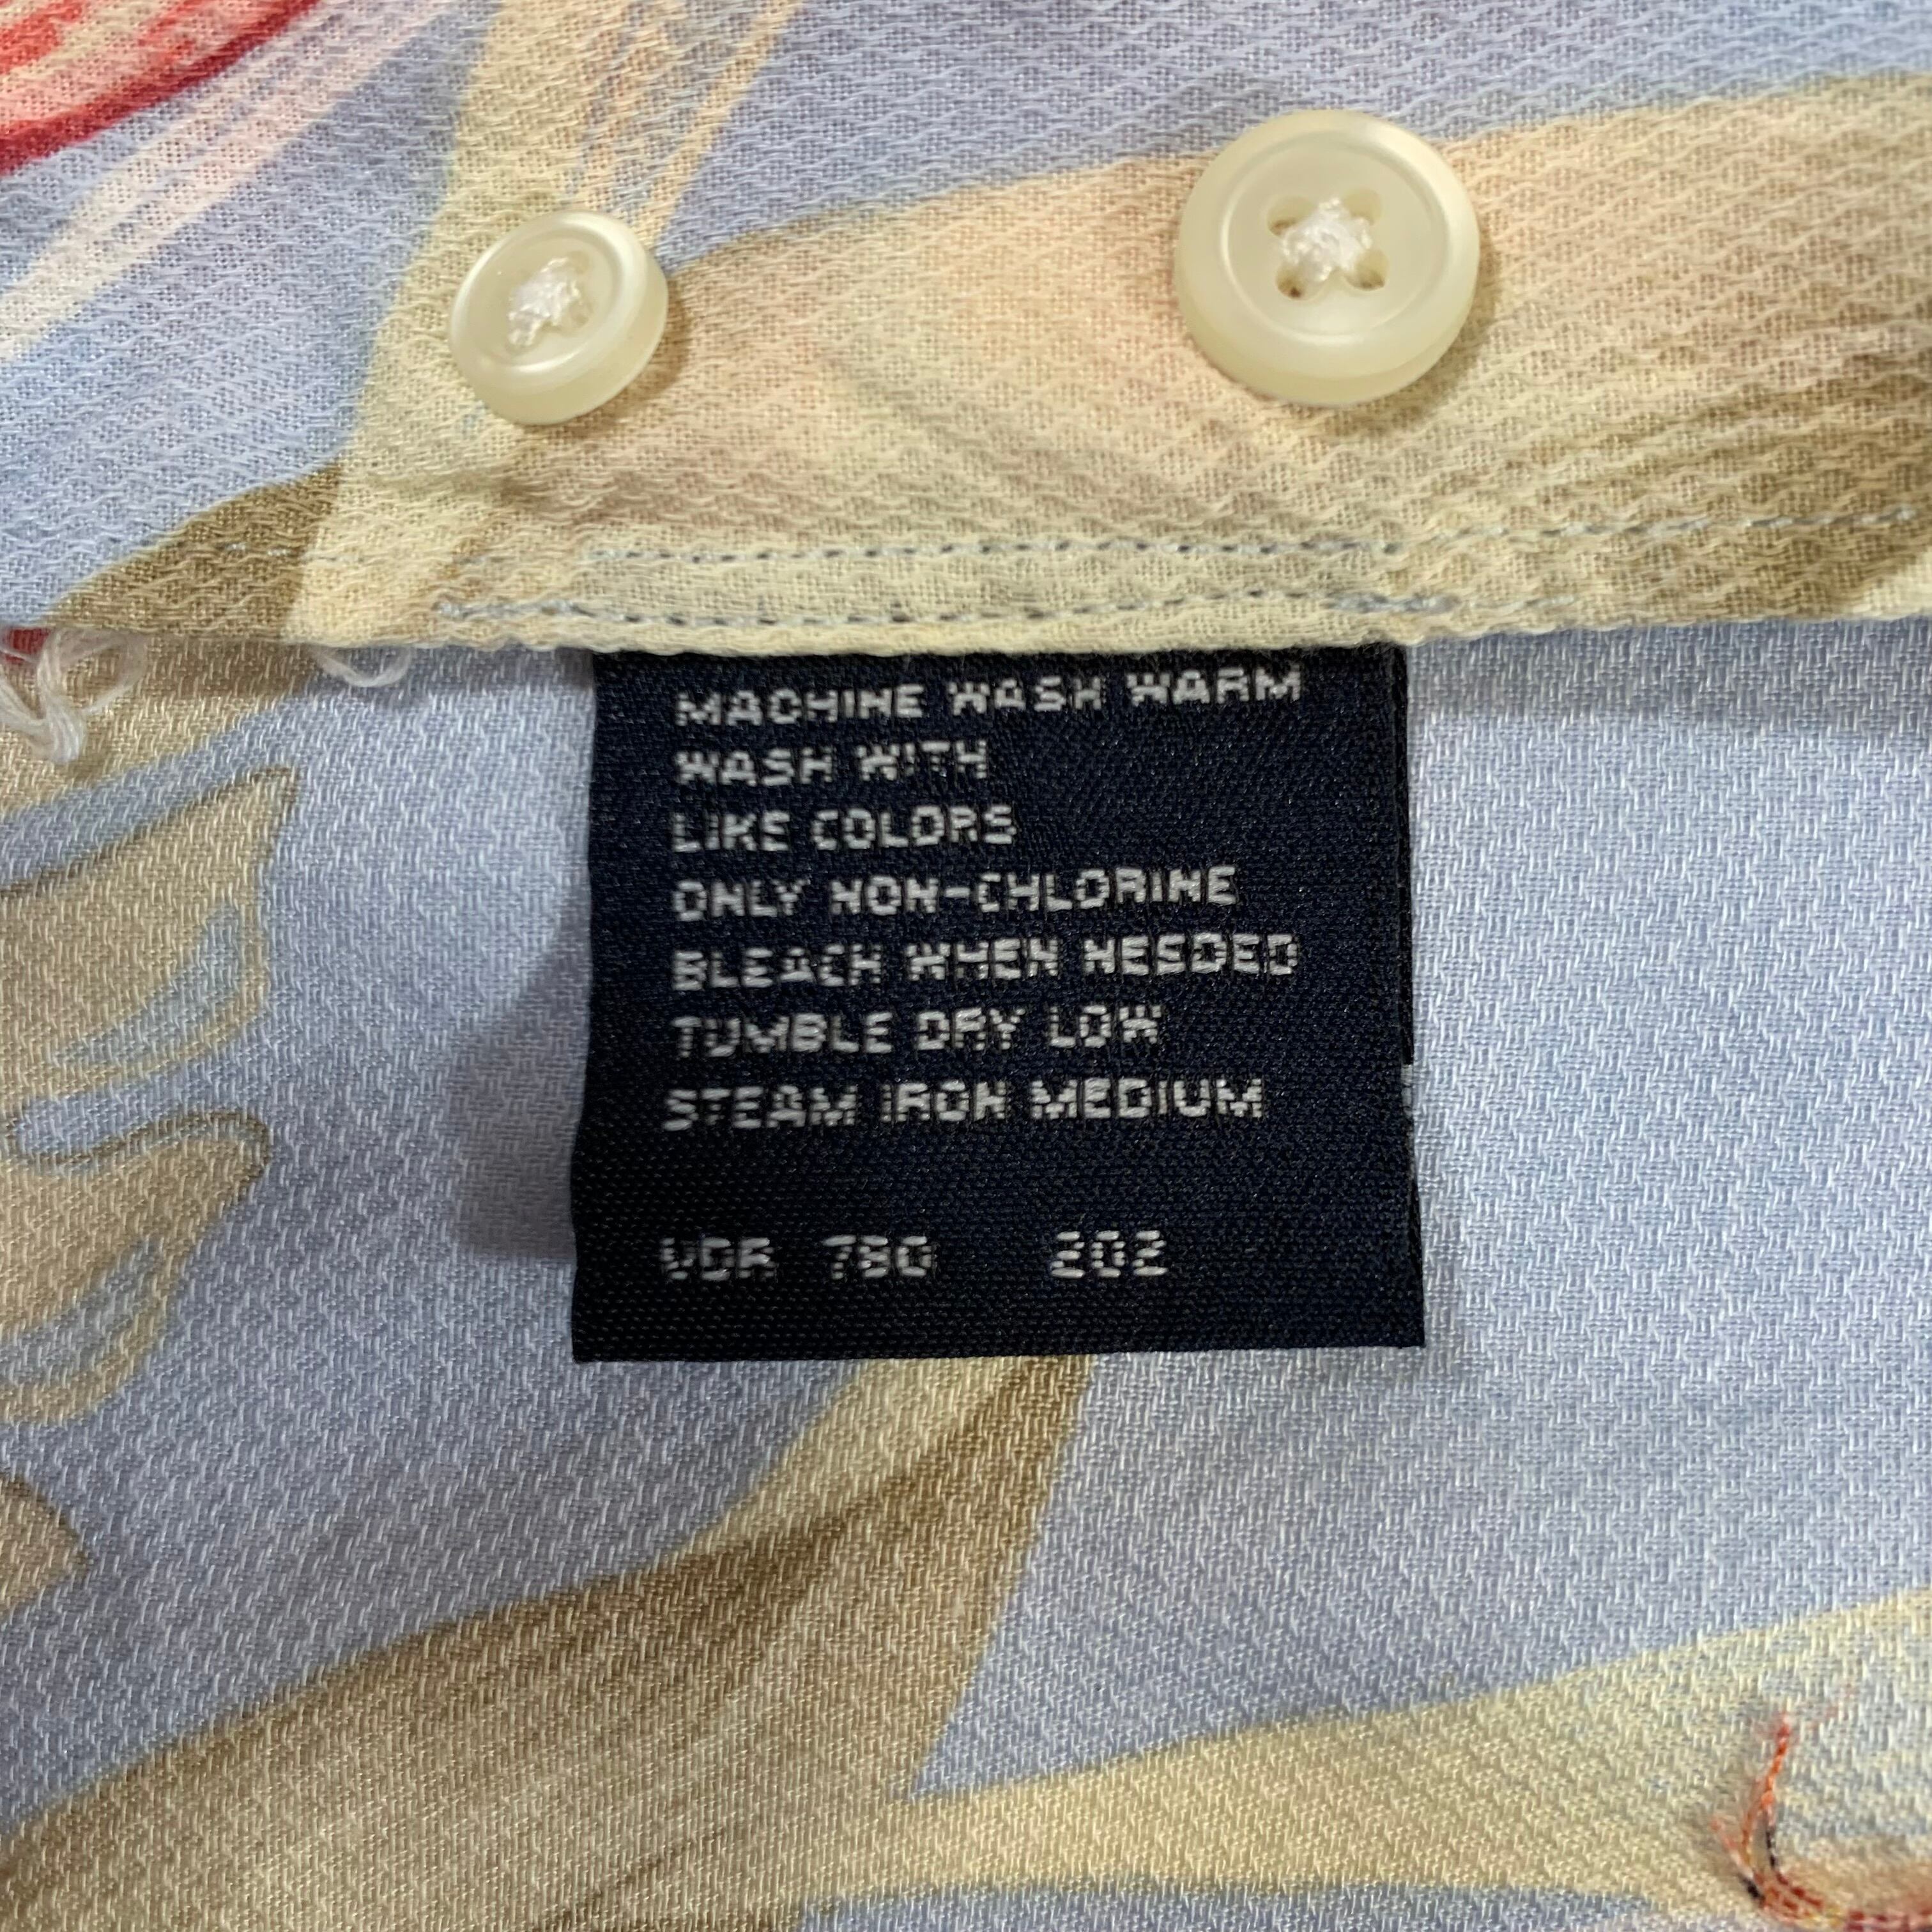 MACHINE WASH WARM
WASH WITH
LIKE COLORS
ONLY NON-CHLORINE
BLEACH WHEN NEEDED
TUMBLE DRY LOW
STEAM IRON MEDIUM
VDR 780 202